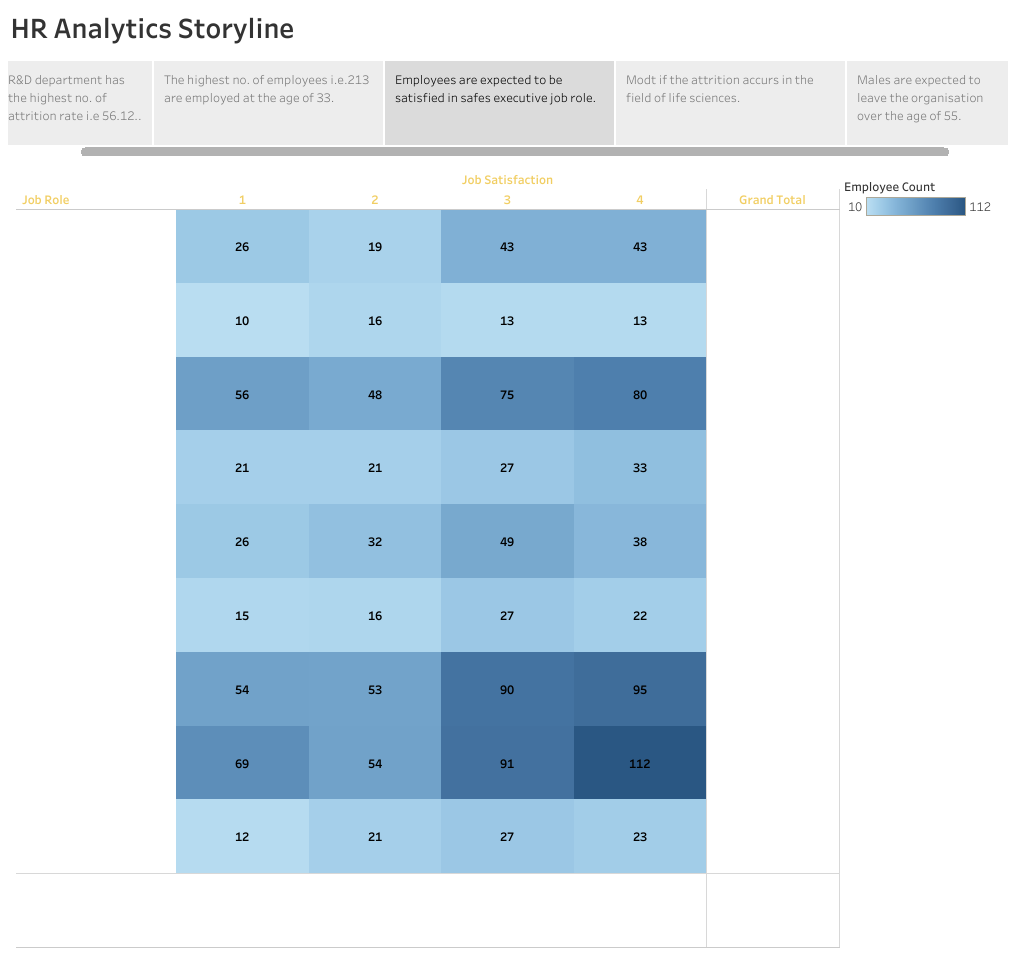 HR Analytics Storyline
R&D department has
the highest no. of
attrition rate i.e 56.12..
The highest no. of employees i.e.213
are employed at the age of 33.
Employees are expected to be
satisfied in safes executive job role.
Modt if the attrition accurs in the
field of life sciences.
Males are expected to
leave the organisation
over the age of 55.
Job Satisfaction
Job Role 1 2 3 4 Grand Total
26 19 43 43
10 16 13 13
56 48 75 80
21 21 27 33
26 32 49 38
15 16 27 22
54 53 90 95
69 54 91 112
12 21 27 23
Employee Count
10 112